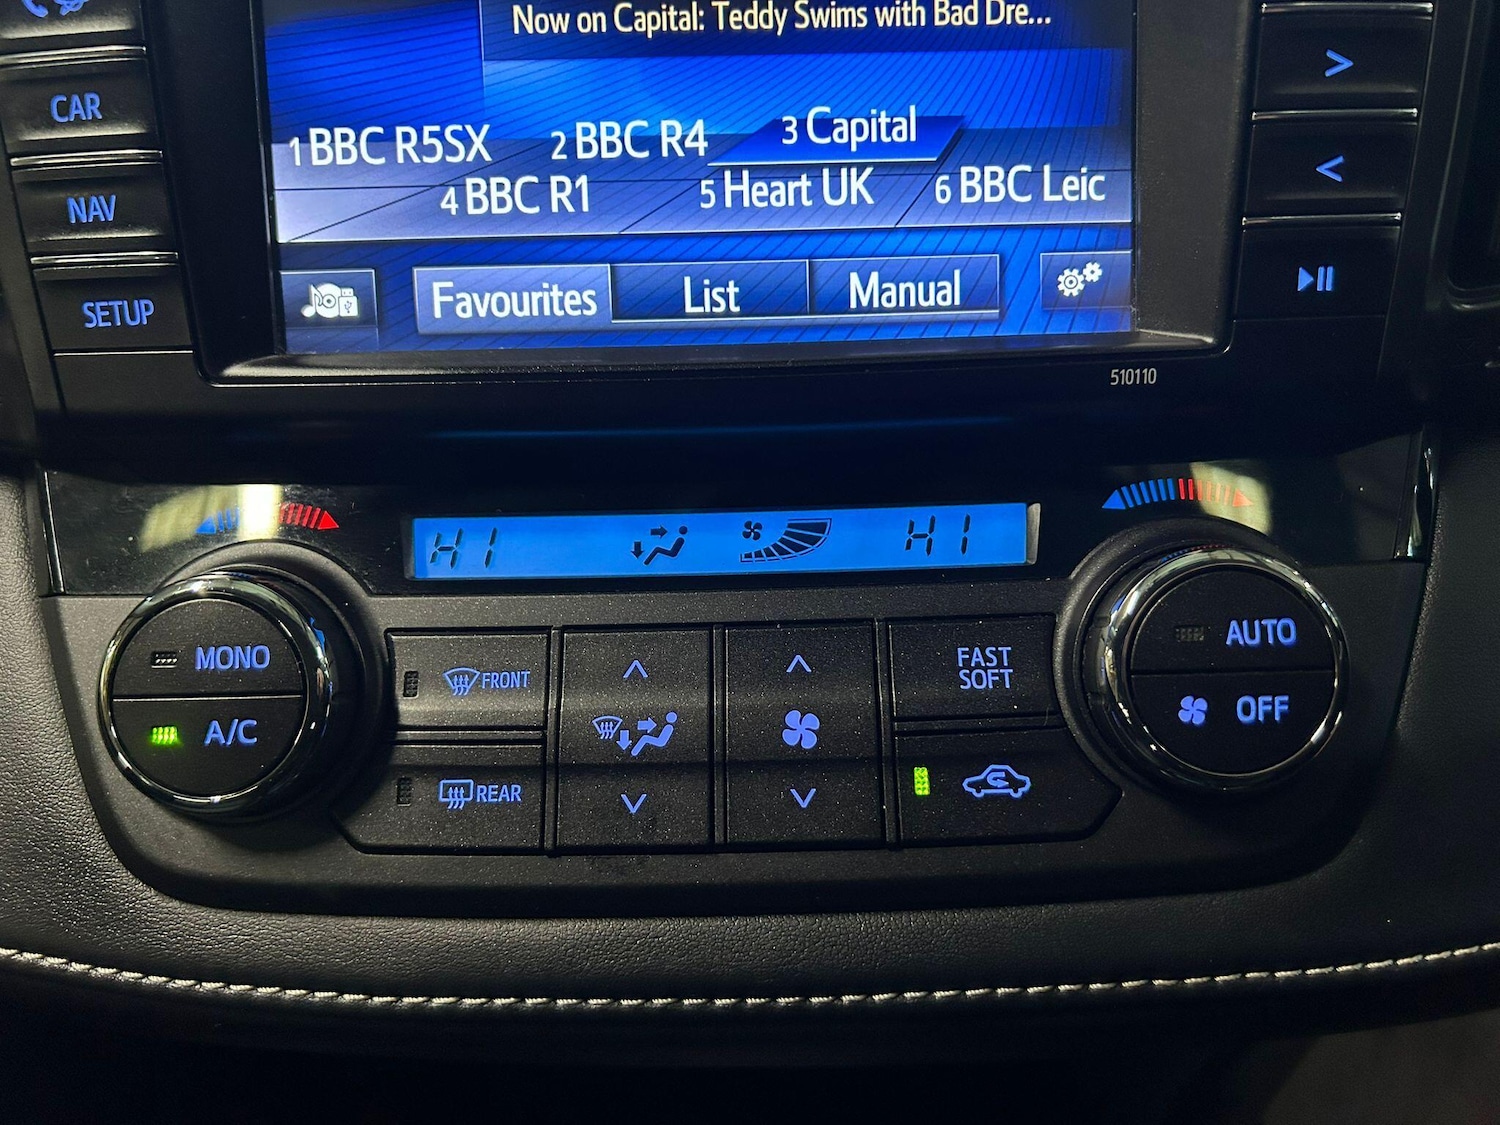 Now on Capital: Teddy Swims with Bad Dre...
CAR
1 BBC R5SX 2 BBC R4 3 Capital
4 BBC R1 5 Heart UK 6 BBC Leic
NAV
SETUP
Favourites List Manual
510110
HI HI
MONO
A/C
FRONT
REAR
FAST
SOFT
AUTO
OFF